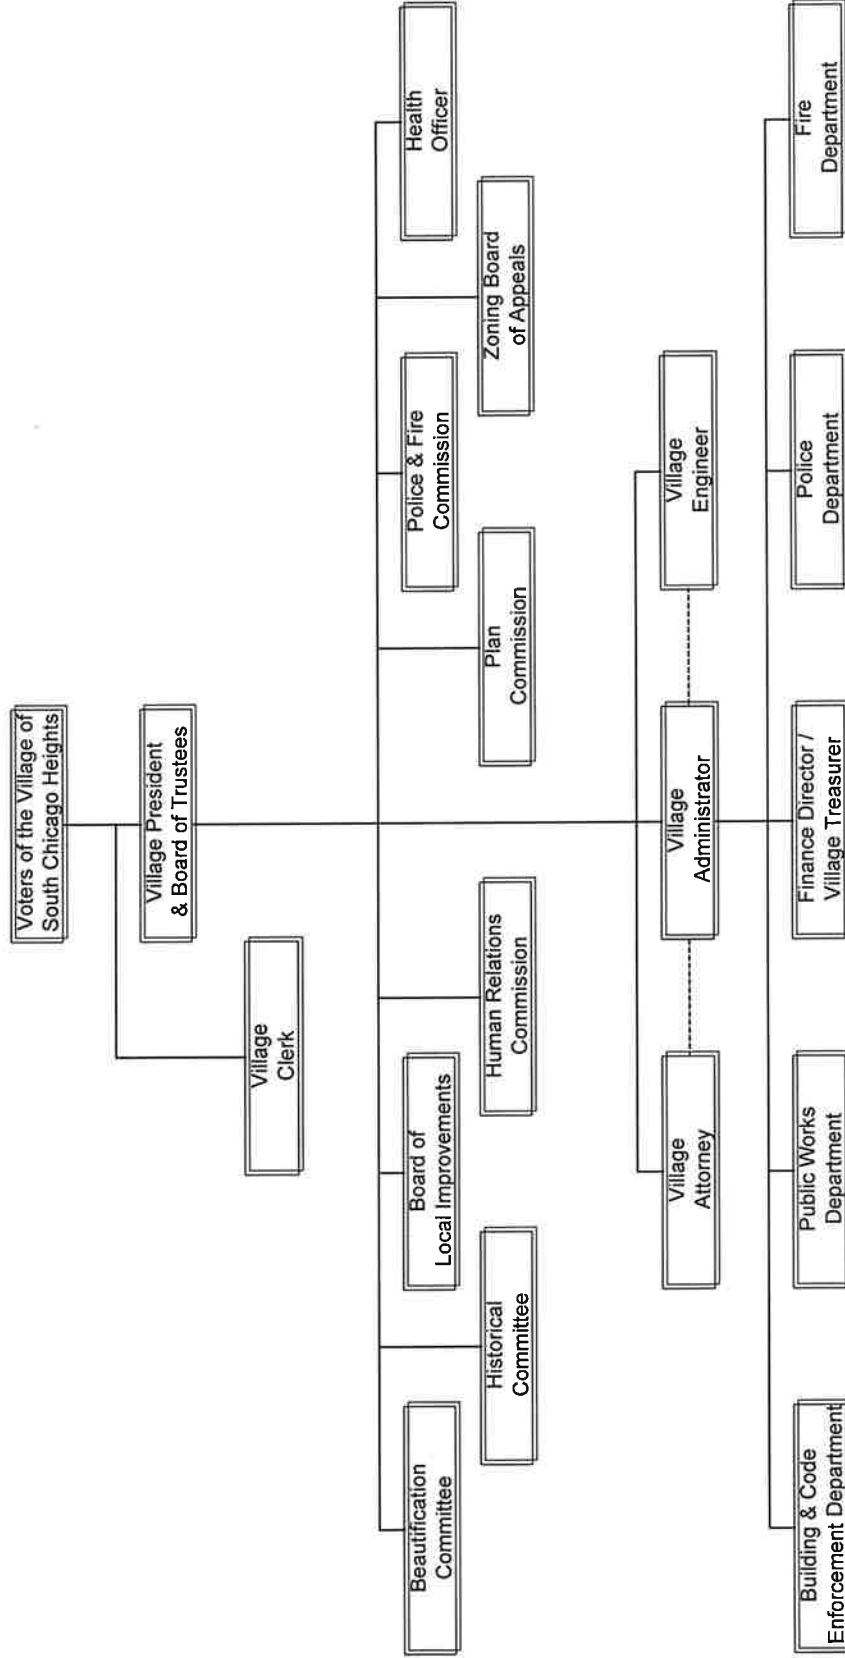 Voters of the Village of
South Chicago Heights
Village President
& Board of Trustees
Village
Clerk
Beautification
Committee
Board of
Local Improvements
Police & Fire
Commission
Health
Officer
Historical
Committee
Human Relations
Commission
Plan
Commission
Zoning Board
of Appeals
Village
Attorney
Village
Administrator
Village
Engineer
Building & Code
Enforcement Department
Public Works
Department
Finance Director /
Village Treasurer
Police
Department
Fire
Department